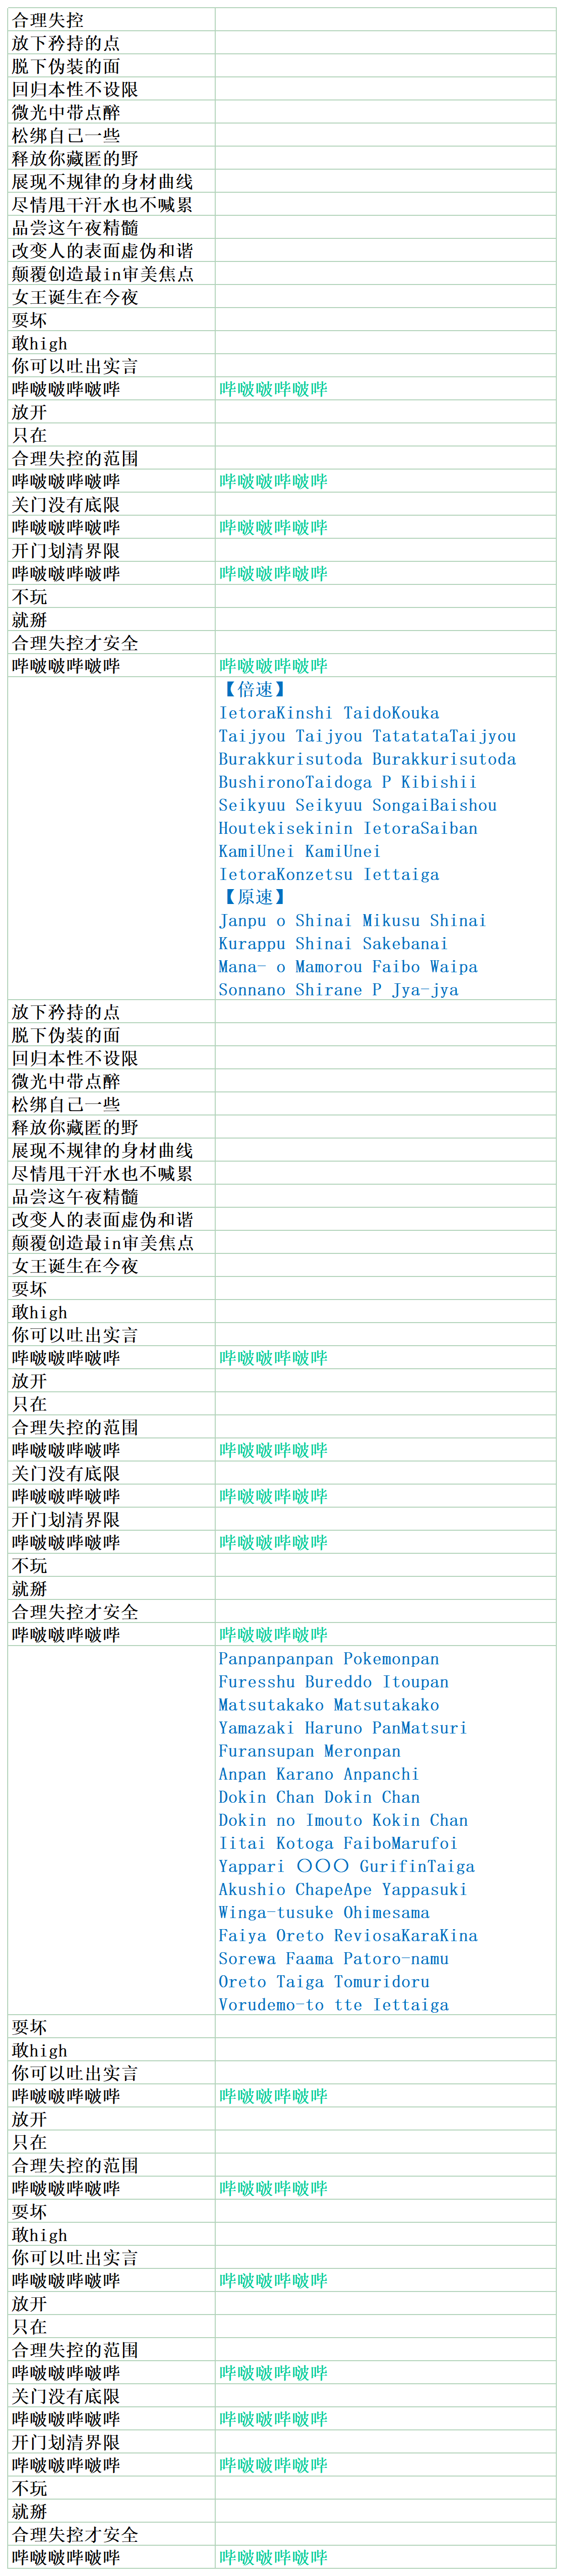 合理失控
放下矜持的点
脱下伪装的面
回归本性不设限
微光中带点醉
松绑自己一些
释放你藏匿的野
展现不规律的身材曲线
尽情甩干汗水也不喊累
品尝这午夜精髓
改变人的表面虚伪和谐
颠覆创造最in审美焦点
女王诞生在今夜
耍坏
敢high
你可以吐出实言
哔啵啵哔啵哔 哔啵啵哔啵哔
放开
只在
合理失控的范围
哔啵啵哔啵哔 哔啵啵哔啵哔
关门没有底限
哔啵啵哔啵哔 哔啵啵哔啵哔
开门划清界限
哔啵啵哔啵哔 哔啵啵哔啵哔
不玩
就掰
合理失控才安全
哔啵啵哔啵哔 哔啵啵哔啵哔
【倍速】
IetoraKinshi TaidoKouka
Taijyou Taijyou TatatataTaijyou
Burakkurisutoda Burakkurisutoda
BushironoTaidoga P Kibishii
Seikyuu Seikyuu SongaiBaishou
Houtekisekinin IetoraSaiban
KamiUnei KamiUnei
IetoraKonzetsu Iettaiga
【原速】
Janpu o Shinai Mikusu Shinai
Kurappu Shinai Sakebanai
Mana- o Mamorou Faibo Waipa
Sonnano Shirane P Jya-jya
放下矜持的点
脱下伪装的面
回归本性不设限
微光中带点醉
松绑自己一些
释放你藏匿的野
展现不规律的身材曲线
尽情甩干汗水也不喊累
品尝这午夜精髓
改变人的表面虚伪和谐
颠覆创造最in审美焦点
女王诞生在今夜
耍坏
敢high
你可以吐出实言
哔啵啵哔啵哔 哔啵啵哔啵哔
放开
只在
合理失控的范围
哔啵啵哔啵哔 哔啵啵哔啵哔
关门没有底限
哔啵啵哔啵哔 哔啵啵哔啵哔
开门划清界限
哔啵啵哔啵哔 哔啵啵哔啵哔
不玩
就掰
合理失控才安全
哔啵啵哔啵哔 哔啵啵哔啵哔
Panpanpanpan Pokemonpan
Furesshu Bureddo Itoupan
Matsutakako Matsutakako
Yamazaki Haruno PanMatsuri
Furansupan Meronpan
Anpan Karano Anpanchi
Dokin Chan Dokin Chan
Dokin no Imouto Kokin Chan
Iitai Kotoga FaiboMarufoi
Yappari 〇〇〇 GurifinTaiga
Akushio ChapeApe Yappasuki
Winga-tusuke Ohimesama
Faiya Oreto ReviosaKaraKina
Sorewa Faama Patoro-namu
Oreto Taiga Tomuridoru
Vorudemo-to tte Iettaiga
耍坏
敢high
你可以吐出实言
哔啵啵哔啵哔 哔啵啵哔啵哔
放开
只在
合理失控的范围
哔啵啵哔啵哔 哔啵啵哔啵哔
耍坏
敢high
你可以吐出实言
哔啵啵哔啵哔 哔啵啵哔啵哔
放开
只在
合理失控的范围
哔啵啵哔啵哔 哔啵啵哔啵哔
关门没有底限
哔啵啵哔啵哔 哔啵啵哔啵哔
开门划清界限
哔啵啵哔啵哔 哔啵啵哔啵哔
不玩
就掰
合理失控才安全
哔啵啵哔啵哔 哔啵啵哔啵哔